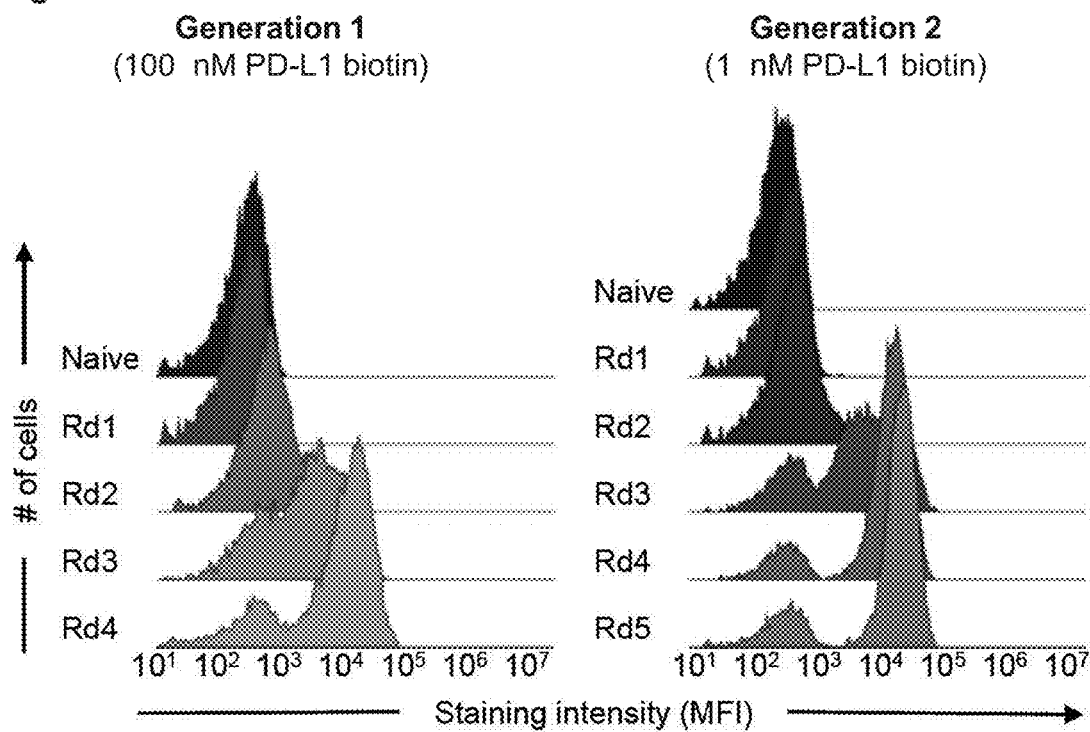 Generation 1
(100 nM PD-L1 biotin)
Generation 2
(1 nM PD-L1 biotin)
# of cells
Naive
Rd1
Rd2
Rd3
Rd4
10¹ 10² 10³ 10⁴ 10⁵ 10⁶ 10⁷
Naive
Rd1
Rd2
Rd3
Rd4
Rd5
10¹ 10² 10³ 10⁴ 10⁵ 10⁶ 10⁷
Staining intensity (MFI)